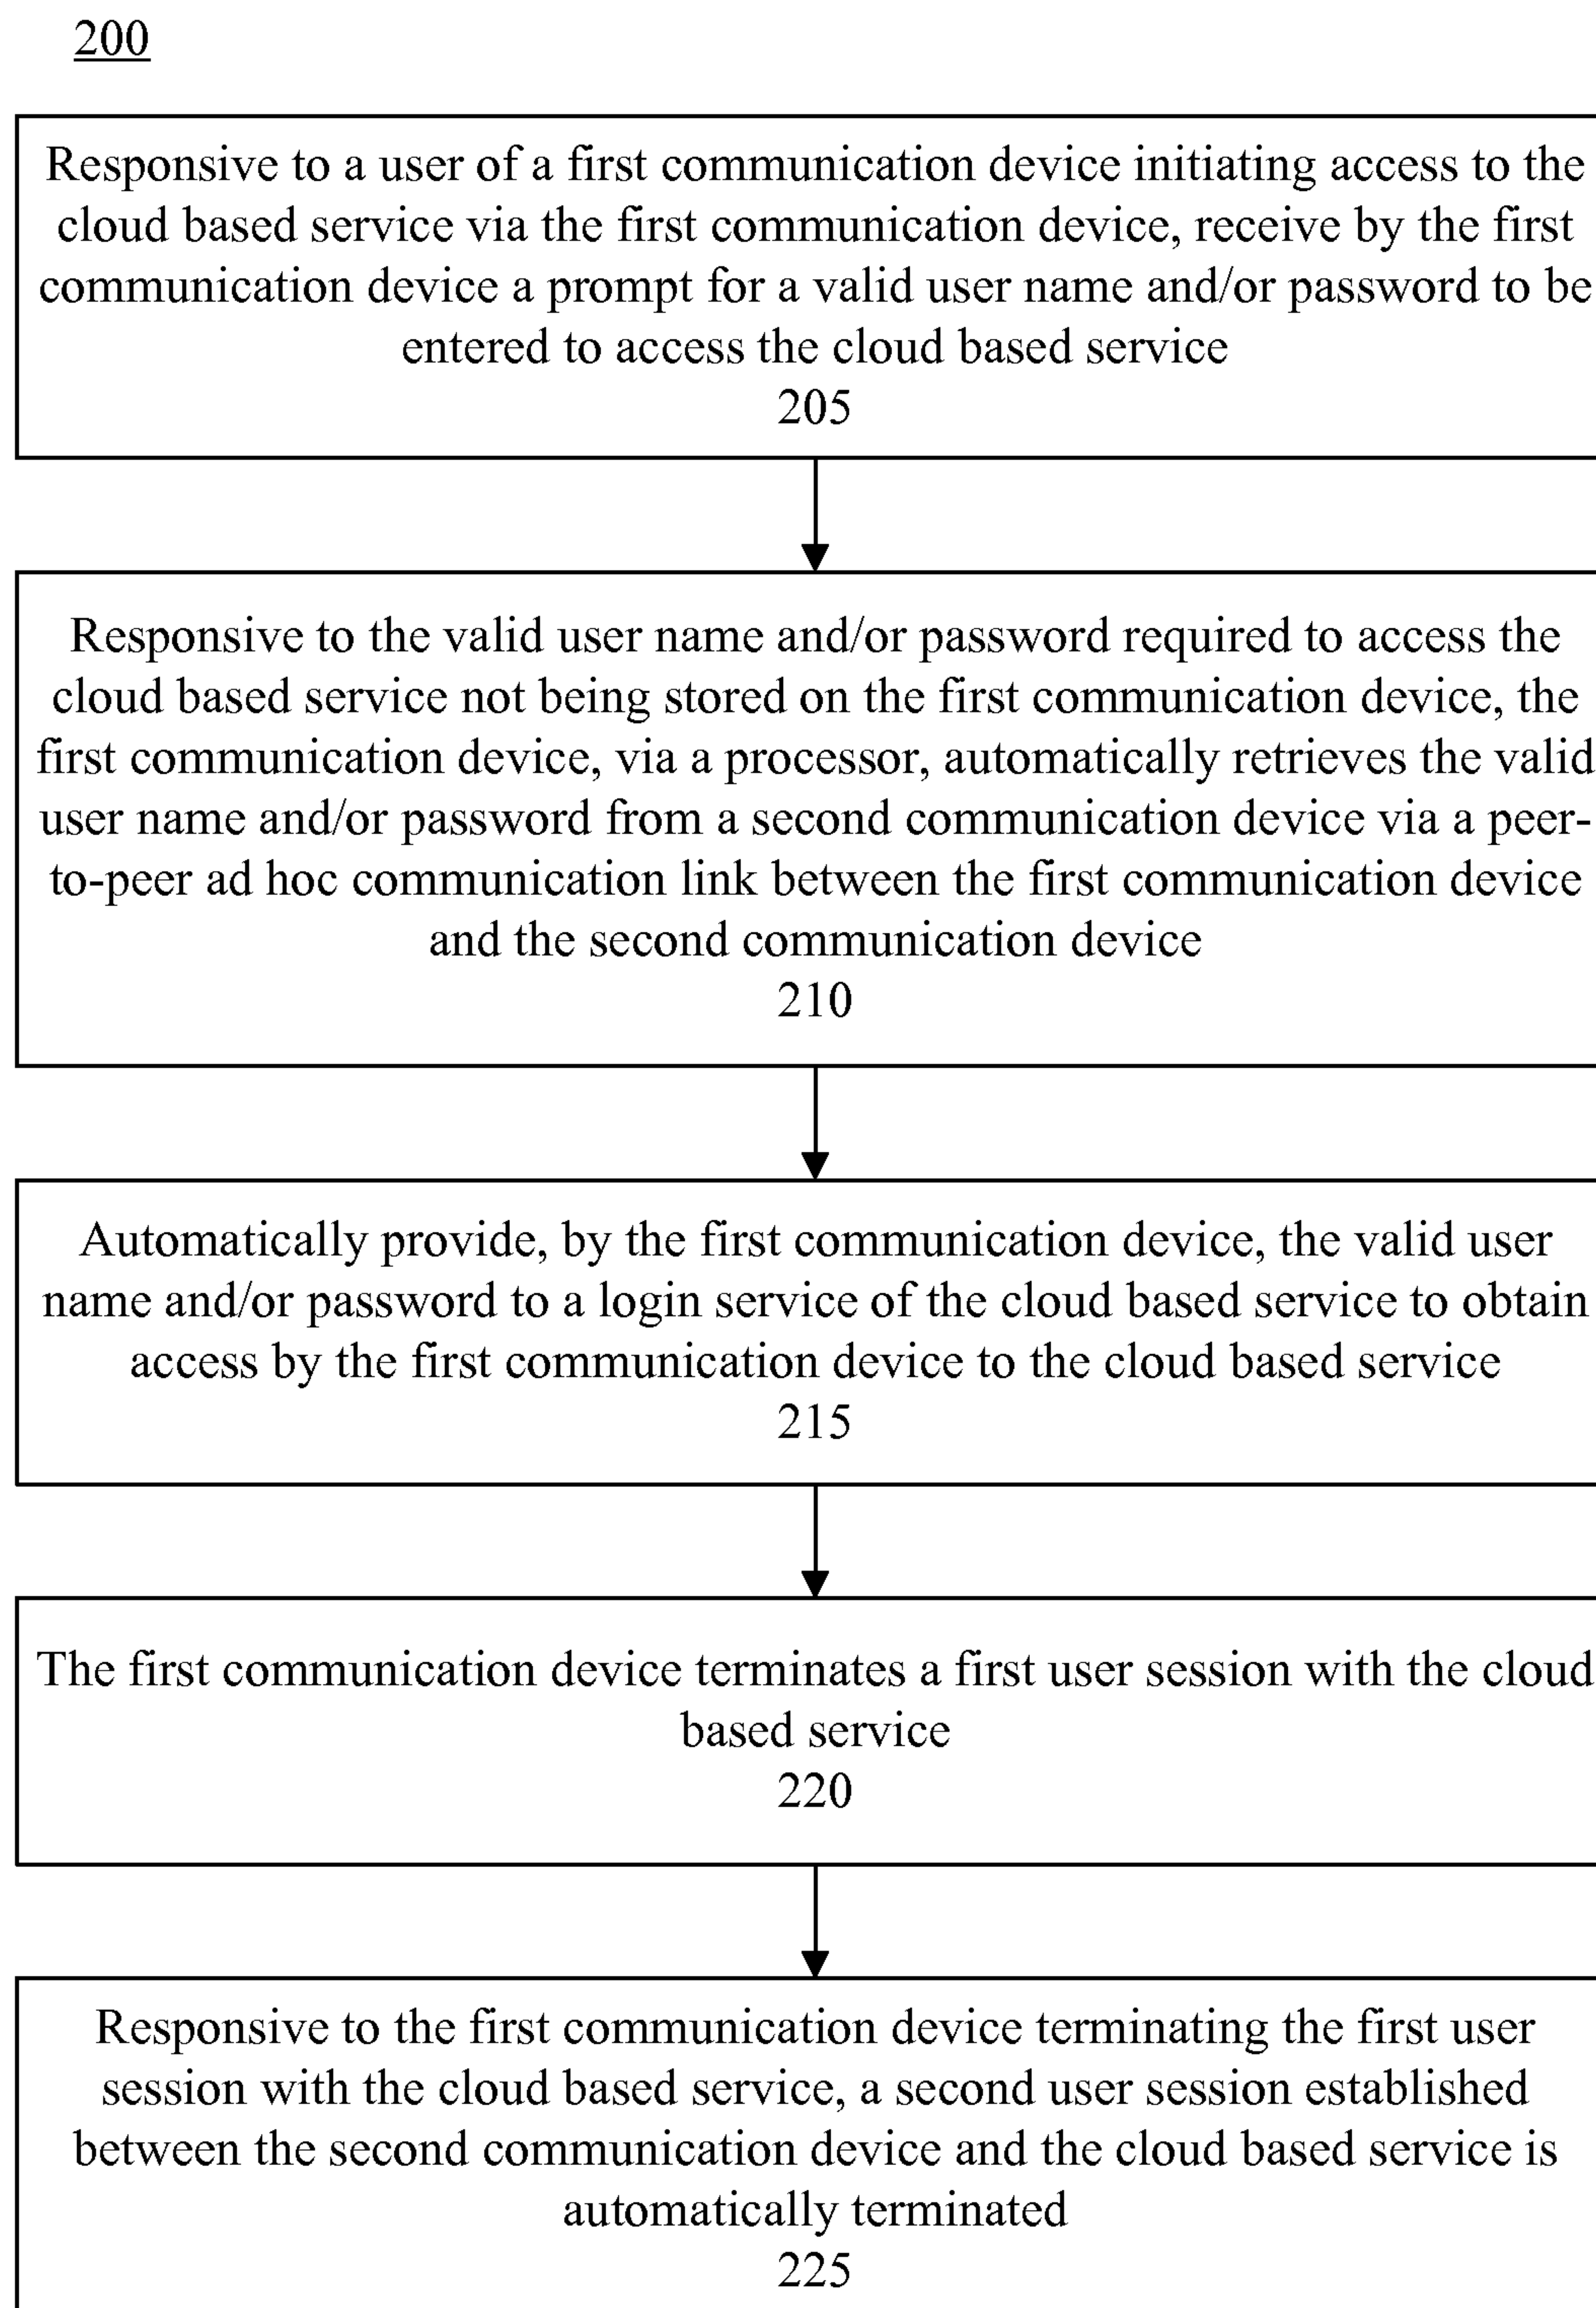 200
Responsive to a user of a first communication device initiating access to the
cloud based service via the first communication device, receive by the first
communication device a prompt for a valid user name and/or password to be
entered to access the cloud based service
205
Responsive to the valid user name and/or password required to access the
cloud based service not being stored on the first communication device, the
first communication device, via a processor, automatically retrieves the valid
user name and/or password from a second communication device via a peer-
to-peer ad hoc communication link between the first communication device
and the second communication device
210
Automatically provide, by the first communication device, the valid user
name and/or password to a login service of the cloud based service to obtain
access by the first communication device to the cloud based service
215
The first communication device terminates a first user session with the cloud
based service
220
Responsive to the first communication device terminating the first user
session with the cloud based service, a second user session established
between the second communication device and the cloud based service is
automatically terminated
225